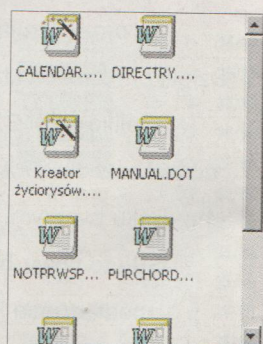 CALENDAR.... DIRECTRY....
Kreator MANUAL.DOT
życiorysów....
NOTPRWSP... PURCHORD...